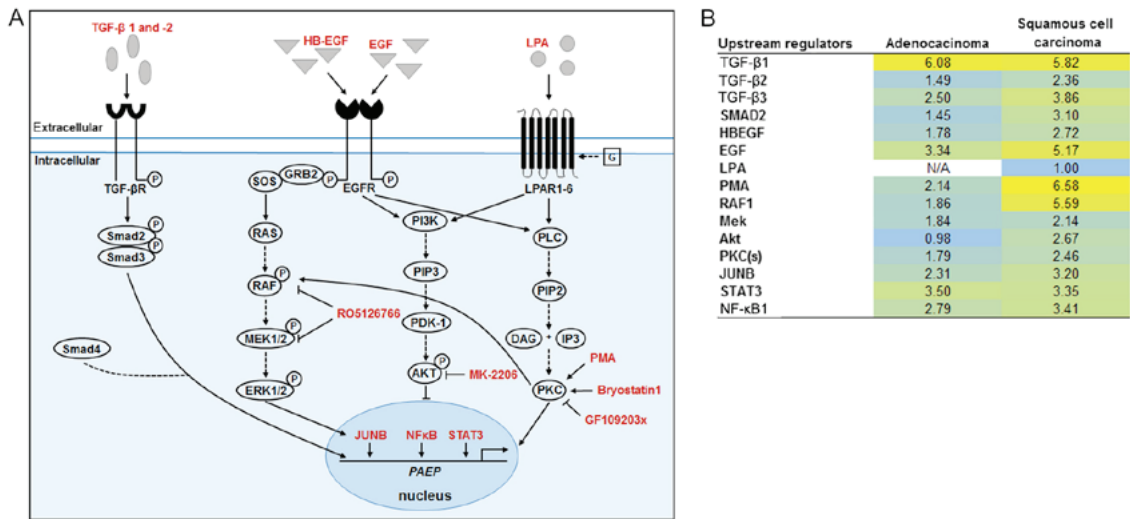 A
TGF-β 1 and -2
HB-EGF
EGF
LPA
Extracellular
Intracellular
G
TGF-βR
P
SOS
GRB2
P
EGFR
P
LPAR1-6
Smad2
P
Smad3
P
RAS
PI3K
PLC
RAF
P
PIP3
PIP2
RO5126766
MEK1/2
P
PDK-1
DAG
+
IP3
Smad4
ERK1/2
P
AKT
P
MK-2206
PKC
PMA
Bryostatin1
GF109203x
JUNB
NFκB
STAT3
PAEP
nucleus
B
Upstream regulators Adenocacinoma Squamous cell carcinoma
TGF-β1 6.08 5.82
TGF-β2 1.49 2.36
TGF-β3 2.50 3.86
SMAD2 1.45 3.10
HBEGF 1.78 2.72
EGF 3.34 5.17
LPA N/A 1.00
PMA 2.14 6.58
RAF1 1.86 5.59
Mek 1.84 2.14
Akt 0.98 2.67
PKC(s) 1.79 2.46
JUNB 2.31 3.20
STAT3 3.50 3.35
NF-κB1 2.79 3.41